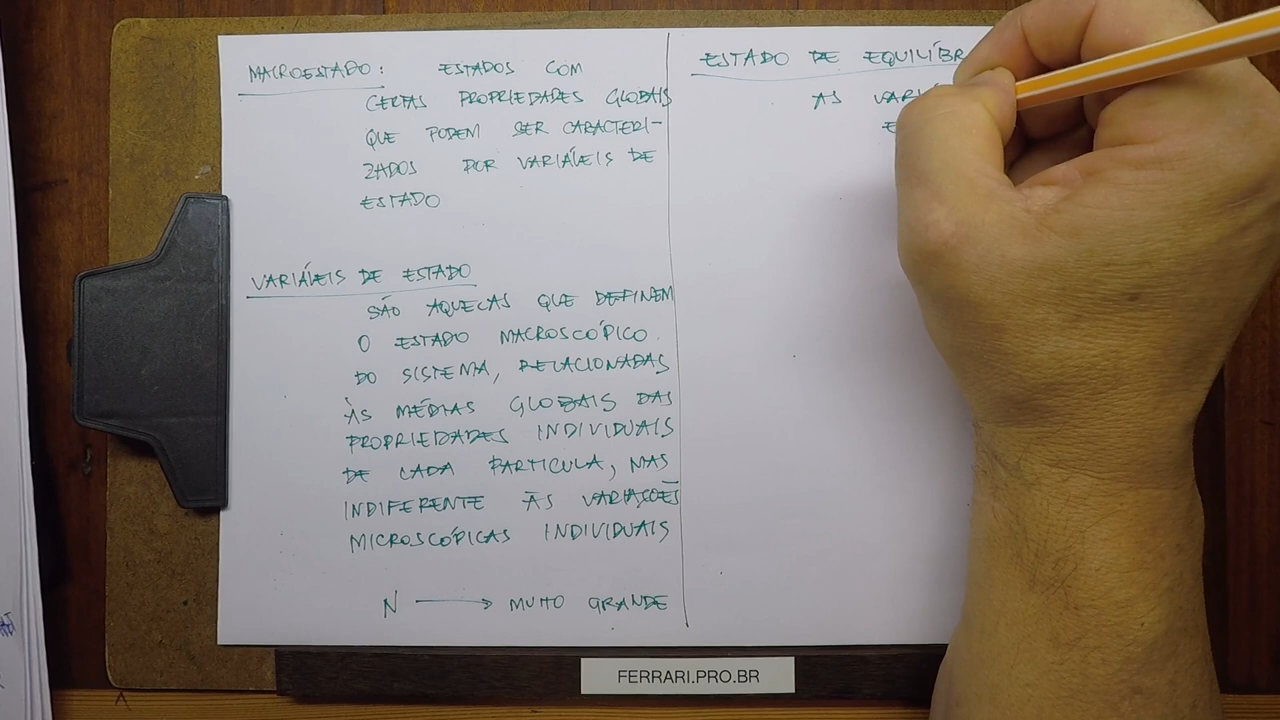 MACROESTADO: ESTADOS COM
CERTAS PROPRIEDADES GLOBAIS
QUE PODEM SER CARACTERI-
ZADOS POR VARIÁVEIS DE
ESTADO
VARIÁVEIS DE ESTADO
SÃO AQUELAS QUE DEFINEM
O ESTADO MACROSCÓPICO
DO SISTEMA, RELACIONADAS
ÀS MÉDIAS GLOBAIS DAS
PROPRIEDADES INDIVIDUAIS
DE CADA PARTICULA, MAS
INDIFERENTE ÀS VARIAÇÕES
MICROSCÓPICAS INDIVIDUAIS
N → MUITO GRANDE
ESTADO DE EQUILÍBR
AS VARI
E
FERRARI.PRO.BR